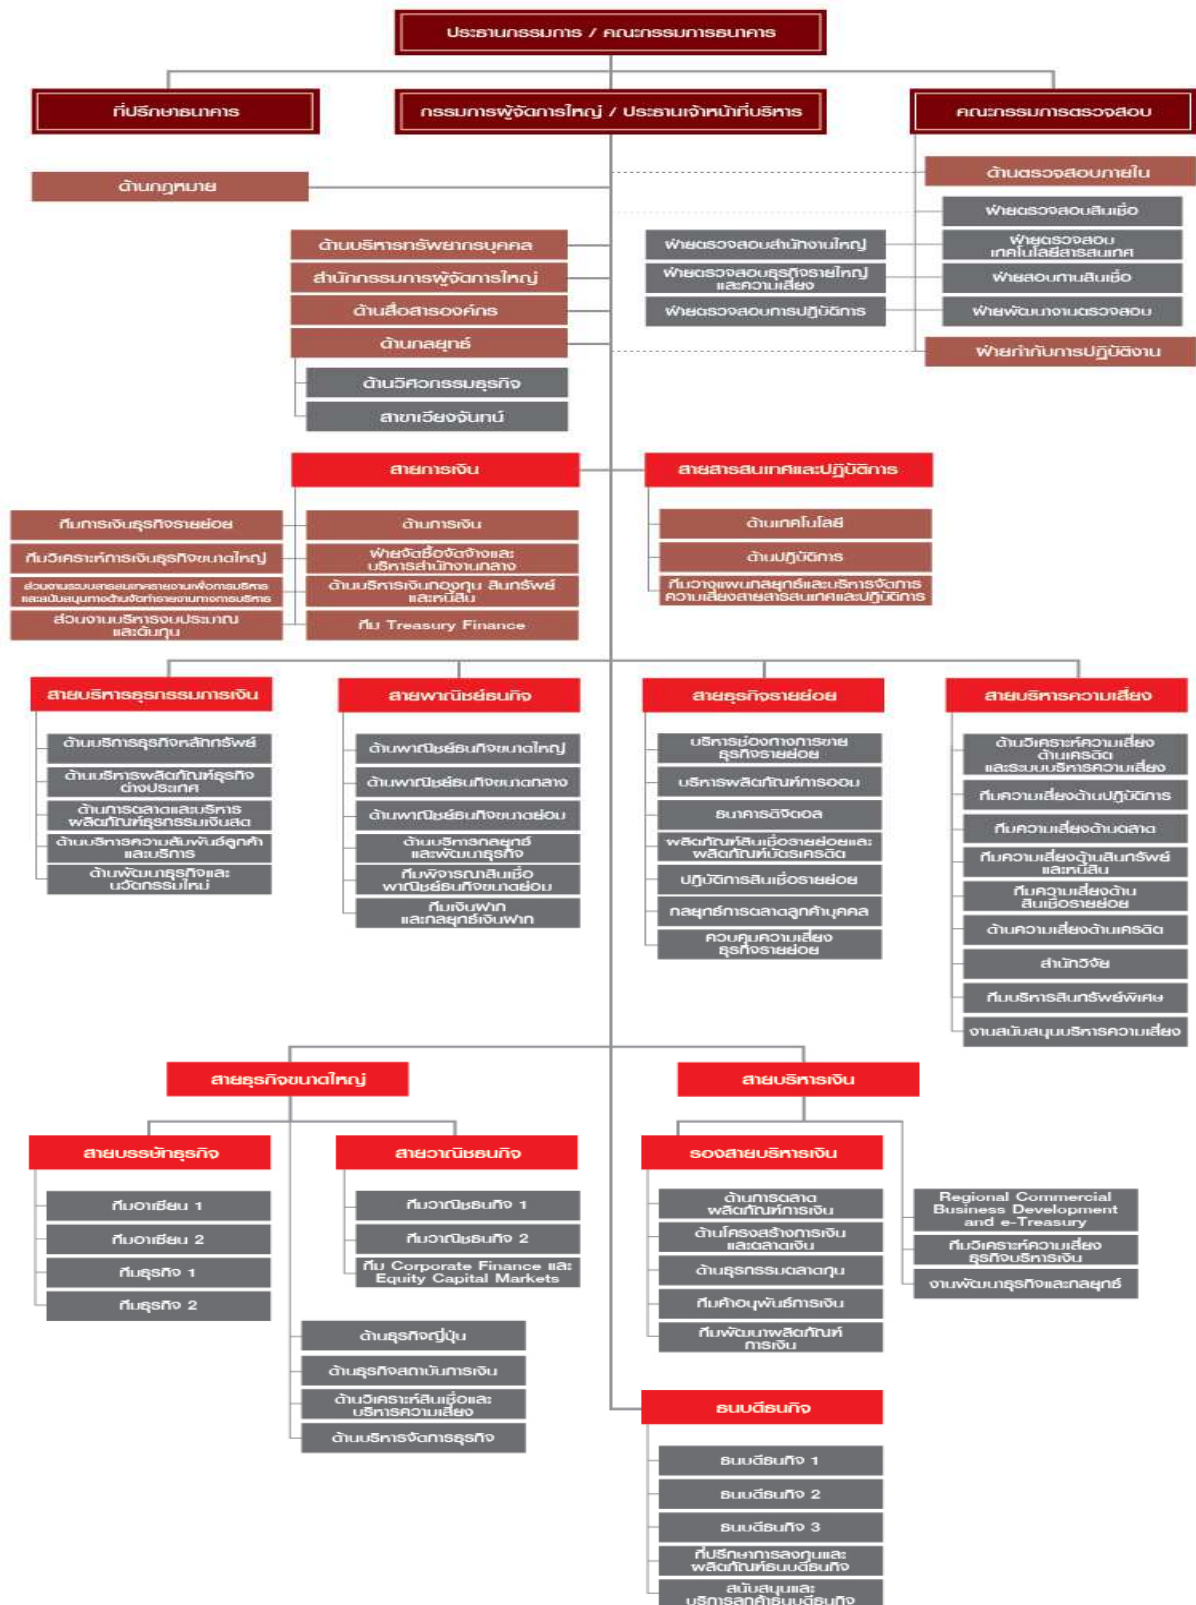 ประธานกรรมการ / คณะกรรมการธนาคาร
ที่ปรึกษาธนาคาร
กรรมการผู้จัดการใหญ่ / ประธานเจ้าหน้าที่บริหาร
คณะกรรมการตรวจสอบ
ด้านกฎหมาย
ด้านตรวจสอบภายใน
ฝ่ายตรวจสอบสินเชื่อ
ฝ่ายตรวจสอบสำนักงานใหญ่
ฝ่ายตรวจสอบ
เทคโนโลยีสารสนเทศ
ฝ่ายตรวจสอบธุรกิจรายใหญ่
และความเสี่ยง
ฝ่ายสอบทานสินเชื่อ
ฝ่ายตรวจสอบการปฏิบัติการ
ฝ่ายพัฒนางานตรวจสอบ
ฝ่ายกำกับการปฏิบัติงาน
ด้านบริหารทรัพยากรบุคคล
สำนักกรรมการผู้จัดการใหญ่
ด้านสื่อสารองค์กร
ด้านกลยุทธ์
ด้านวิศวกรรมธุรกิจ
สาขาเวียงจันทน์
สายการเงิน
ทีมการเงินธุรกิจรายย่อย
ด้านการเงิน
ทีมวิเคราะห์การเงินธุรกิจขนาดใหญ่
ฝ่ายจัดซื้อจัดจ้างและ
บริหารสำนักงานกลาง
ส่วนงานระบบสารสนเทศรายงานเพื่อการบริหาร
และสนับสนุนทางด้านจัดทำรายงานทางการบริหาร
ด้านบริหารเงินกองทุน สินทรัพย์
และหนี้สิน
ส่วนงานบริหารงบประมาณ
และต้นทุน
ทีม Treasury Finance
สายสารสนเทศและปฏิบัติการ
ด้านเทคโนโลยี
ด้านปฏิบัติการ
ทีมวางแผนกลยุทธ์และบริหารจัดการ
ความเสี่ยงสายสารสนเทศและปฏิบัติการ
สายบริหารธุรกรรมการเงิน
ด้านบริการธุรกิจหลักทรัพย์
ด้านบริหารผลิตภัณฑ์ธุรกิจ
ต่างประเทศ
ด้านการตลาดและบริหาร
ผลิตภัณฑ์ธุรกรรมเงินสด
ด้านบริหารความสัมพันธ์ลูกค้า
และบริการ
ด้านพัฒนาธุรกิจและ
นวัตกรรมใหม่
สายพาณิชย์ธนกิจ
ด้านพาณิชย์ธนกิจขนาดใหญ่
ด้านพาณิชย์ธนกิจขนาดกลาง
ด้านพาณิชย์ธนกิจขนาดย่อม
ด้านบริหารกลยุทธ์
และพัฒนาธุรกิจ
ทีมพิจารณาสินเชื่อ
พาณิชย์ธนกิจขนาดย่อม
ทีมเงินฝาก
และกลยุทธ์เงินฝาก
สายธุรกิจรายย่อย
บริหารช่องทางการขาย
ธุรกิจรายย่อย
บริหารผลิตภัณฑ์การออม
ธนาคารดิจิตอล
ผลิตภัณฑ์สินเชื่อรายย่อยและ
ผลิตภัณฑ์บัตรเครดิต
ปฏิบัติการสินเชื่อรายย่อย
กลยุทธ์การตลาดลูกค้าบุคคล
ควบคุมความเสี่ยง
ธุรกิจรายย่อย
สายบริหารความเสี่ยง
ด้านวิเคราะห์ความเสี่ยง
ด้านเครดิต
และระบบบริหารความเสี่ยง
ทีมความเสี่ยงด้านปฏิบัติการ
ทีมความเสี่ยงด้านตลาด
ทีมความเสี่ยงด้านสินทรัพย์
และหนี้สิน
ทีมความเสี่ยงด้าน
สินเชื่อรายย่อย
ด้านความเสี่ยงด้านเครดิต
สำนักวิจัย
ทีมบริหารสินทรัพย์พิเศษ
งานสนับสนุนบริหารความเสี่ยง
สายธุรกิจขนาดใหญ่
สายบรรษัทธุรกิจ
ทีมอาเซียน 1
ทีมอาเซียน 2
ทีมธุรกิจ 1
ทีมธุรกิจ 2
สายวาณิชธนกิจ
ทีมวาณิชธนกิจ 1
ทีมวาณิชธนกิจ 2
ทีม Corporate Finance และ
Equity Capital Markets
ด้านธุรกิจญี่ปุ่น
ด้านธุรกิจสถาบันการเงิน
ด้านวิเคราะห์สินเชื่อและ
บริหารความเสี่ยง
ด้านบริหารจัดการธุรกิจ
สายบริหารเงิน
รองสายบริหารเงิน
ด้านการตลาด
ผลิตภัณฑ์การเงิน
ด้านโครงสร้างการเงิน
และตลาดเงิน
ด้านธุรกรรมตลาดทุน
ทีมค้าอนุพันธ์การเงิน
ทีมพัฒนาผลิตภัณฑ์
การเงิน
Regional Commercial
Business Development
and e-Treasury
ทีมวิเคราะห์ความเสี่ยง
ธุรกิจบริหารเงิน
งานพัฒนาธุรกิจและกลยุทธ์
ธนบดีธนกิจ
ธนบดีธนกิจ 1
ธนบดีธนกิจ 2
ธนบดีธนกิจ 3
ที่ปรึกษาการลงทุนและ
ผลิตภัณฑ์ธนบดีธนกิจ
สนับสนุนและ
บริการลูกค้าธนบดีธนกิจ